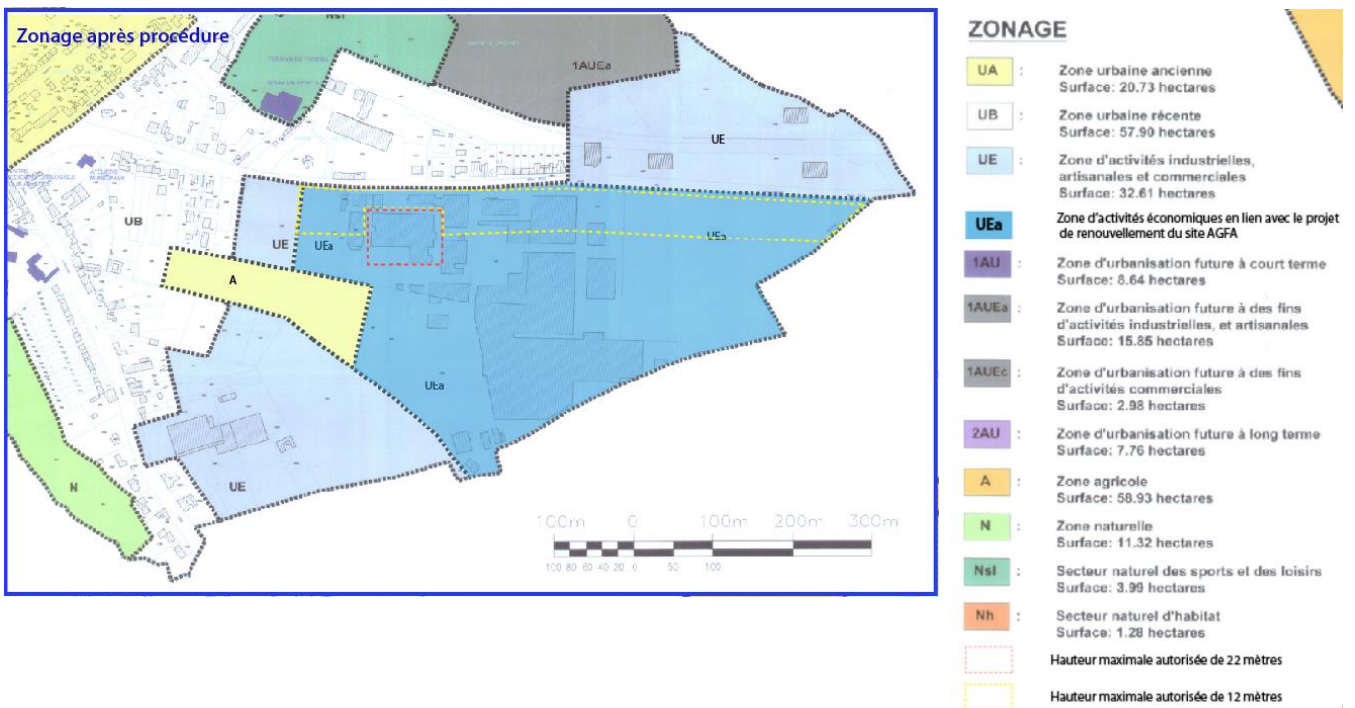 Zonage après procédure
Nsl
1AUEa
UE
UB
UE
UEa
UEa
A
UEa
N
UE
ATELIERS
MUNICIPAUX
100m 0 100m 200m 300m
100 80 60 40 20 0 50 100
ZONAGE
UA : Zone urbaine ancienne
Surface: 20.73 hectares
UB : Zone urbaine récente
Surface: 57.90 hectares
UE : Zone d'activités industrielles,
artisanales et commerciales
Surface: 32.61 hectares
UEa Zone d'activités économiques en lien avec le projet
de renouvellement du site AGFA
1AU : Zone d'urbanisation future à court terme
Surface: 8.64 hectares
1AUEa : Zone d'urbanisation future à des fins
d'activités industrielles, et artisanales
Surface: 15.85 hectares
1AUEc : Zone d'urbanisation future à des fins
d'activités commerciales
Surface: 2.98 hectares
2AU : Zone d'urbanisation future à long terme
Surface: 7.76 hectares
A : Zone agricole
Surface: 58.93 hectares
N : Zone naturelle
Surface: 11.32 hectares
Nsl : Secteur naturel des sports et des loisirs
Surface: 3.99 hectares
Nh : Secteur naturel d'habitat
Surface: 1.28 hectares
Hauteur maximale autorisée de 22 mètres
Hauteur maximale autorisée de 12 mètres